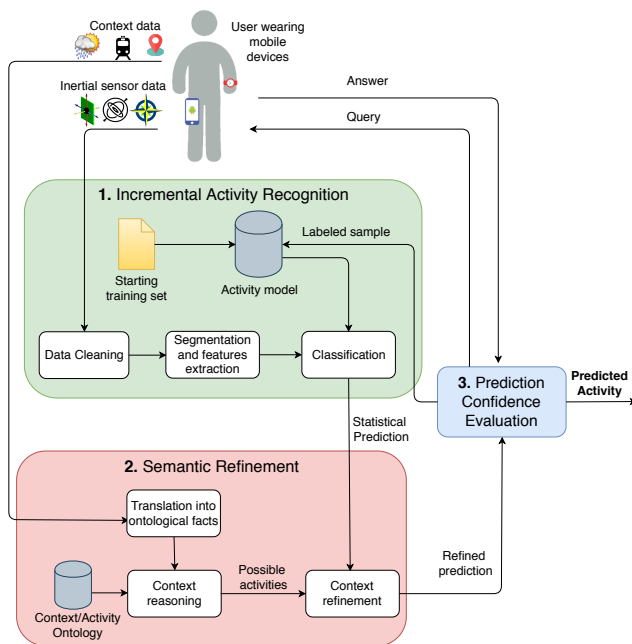 Context data
User wearing
mobile
devices
Inertial sensor data
Answer
Query
1. Incremental Activity Recognition
Labeled sample
Starting
training set
Activity model
Data Cleaning
Segmentation
and features
extraction
Classification
3. Prediction
Confidence
Evaluation
Predicted
Activity
Statistical
Prediction
2. Semantic Refinement
Translation into
ontological facts
Context/Activity
Ontology
Context
reasoning
Possible
activities
Context
refinement
Refined
prediction